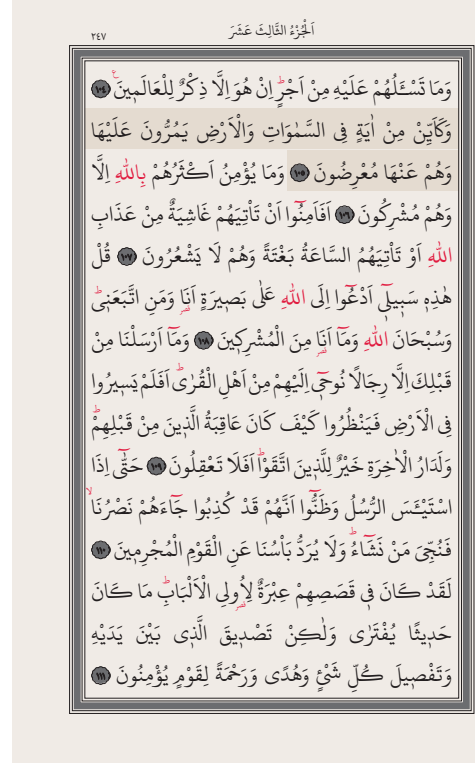 اَلْجُزْءُ الثَّالِثَ عَشَرَ
٢٤٧
وَمَا تَسْـَٔلُهُمْ عَلَيْهِ مِنْ اَجْرٍۜ اِنْ هُوَ اِلَّا ذِكْرٌ لِلْعَالَمٖينَࣖ ١٠٤
وَكَاَيِّنْ مِنْ اٰيَةٍ فِي السَّمٰوَاتِ وَالْاَرْضِ يَمُرُّونَ عَلَيْهَا
وَهُمْ عَنْهَا مُعْرِضُونَ ١٠٥ وَمَا يُؤْمِنُ اَكْثَرُهُمْ بِاللّٰهِ اِلَّا
وَهُمْ مُشْرِكُونَ ١٠٦ اَفَاَمِنُٓوا اَنْ تَأْتِيَهُمْ غَاشِيَةٌ مِنْ عَذَابِ
اللّٰهِ اَوْ تَأْتِيَهُمُ السَّاعَةُ بَغْتَةً وَهُمْ لَا يَشْعُرُونَ ١٠٧ قُلْ
هٰذِهٖ سَبٖيلٖٓي اَدْعُٓوا اِلَى اللّٰهِ عَلٰى بَصٖيرَةٍ اَنَا۬ وَمَنِ اتَّبَعَنٖيۜ
وَسُبْحَانَ اللّٰهِ وَمَٓا اَنَا۬ مِنَ الْمُشْرِكٖينَ ١٠٨ وَمَٓا اَرْسَلْنَا مِنْ
قَبْلِكَ اِلَّا رِجَالًا نُوحٖٓي اِلَيْهِمْ مِنْ اَهْلِ الْقُرٰىۜ اَفَلَمْ يَسٖيرُوا
فِي الْاَرْضِ فَيَنْظُرُوا كَيْفَ كَانَ عَاقِبَةُ الَّذٖينَ مِنْ قَبْلِهِمْۜ
وَلَدَارُ الْاٰخِرَةِ خَيْرٌ لِلَّذٖينَ اتَّقَوْاۜ اَفَلَا تَعْقِلُونَ ١٠٩ حَتّٰٓى اِذَا
اسْتَيْـَٔسَ الرُّسُلُ وَظَنُّٓوا اَنَّهُمْ قَدْ كُذِبُوا جَٓاءَهُمْ نَصْرُنَاۙ
فَنُجِّيَ مَنْ نَشَٓاءُۜ وَلَا يُرَدُّ بَأْسُنَا عَنِ الْقَوْمِ الْمُجْرِمٖينَ ١١٠
لَقَدْ كَانَ فٖي قَصَصِهِمْ عِبْرَةٌ لِاُو۬لِي الْاَلْبَابِۜ مَا كَانَ
حَدٖيثًا يُفْتَرٰى وَلٰكِنْ تَصْدٖيقَ الَّذٖي بَيْنَ يَدَيْهِ
وَتَفْصٖيلَ كُلِّ شَيْءٍ وَهُدًى وَرَحْمَةً لِقَوْمٍ يُؤْمِنُونَ ١١١